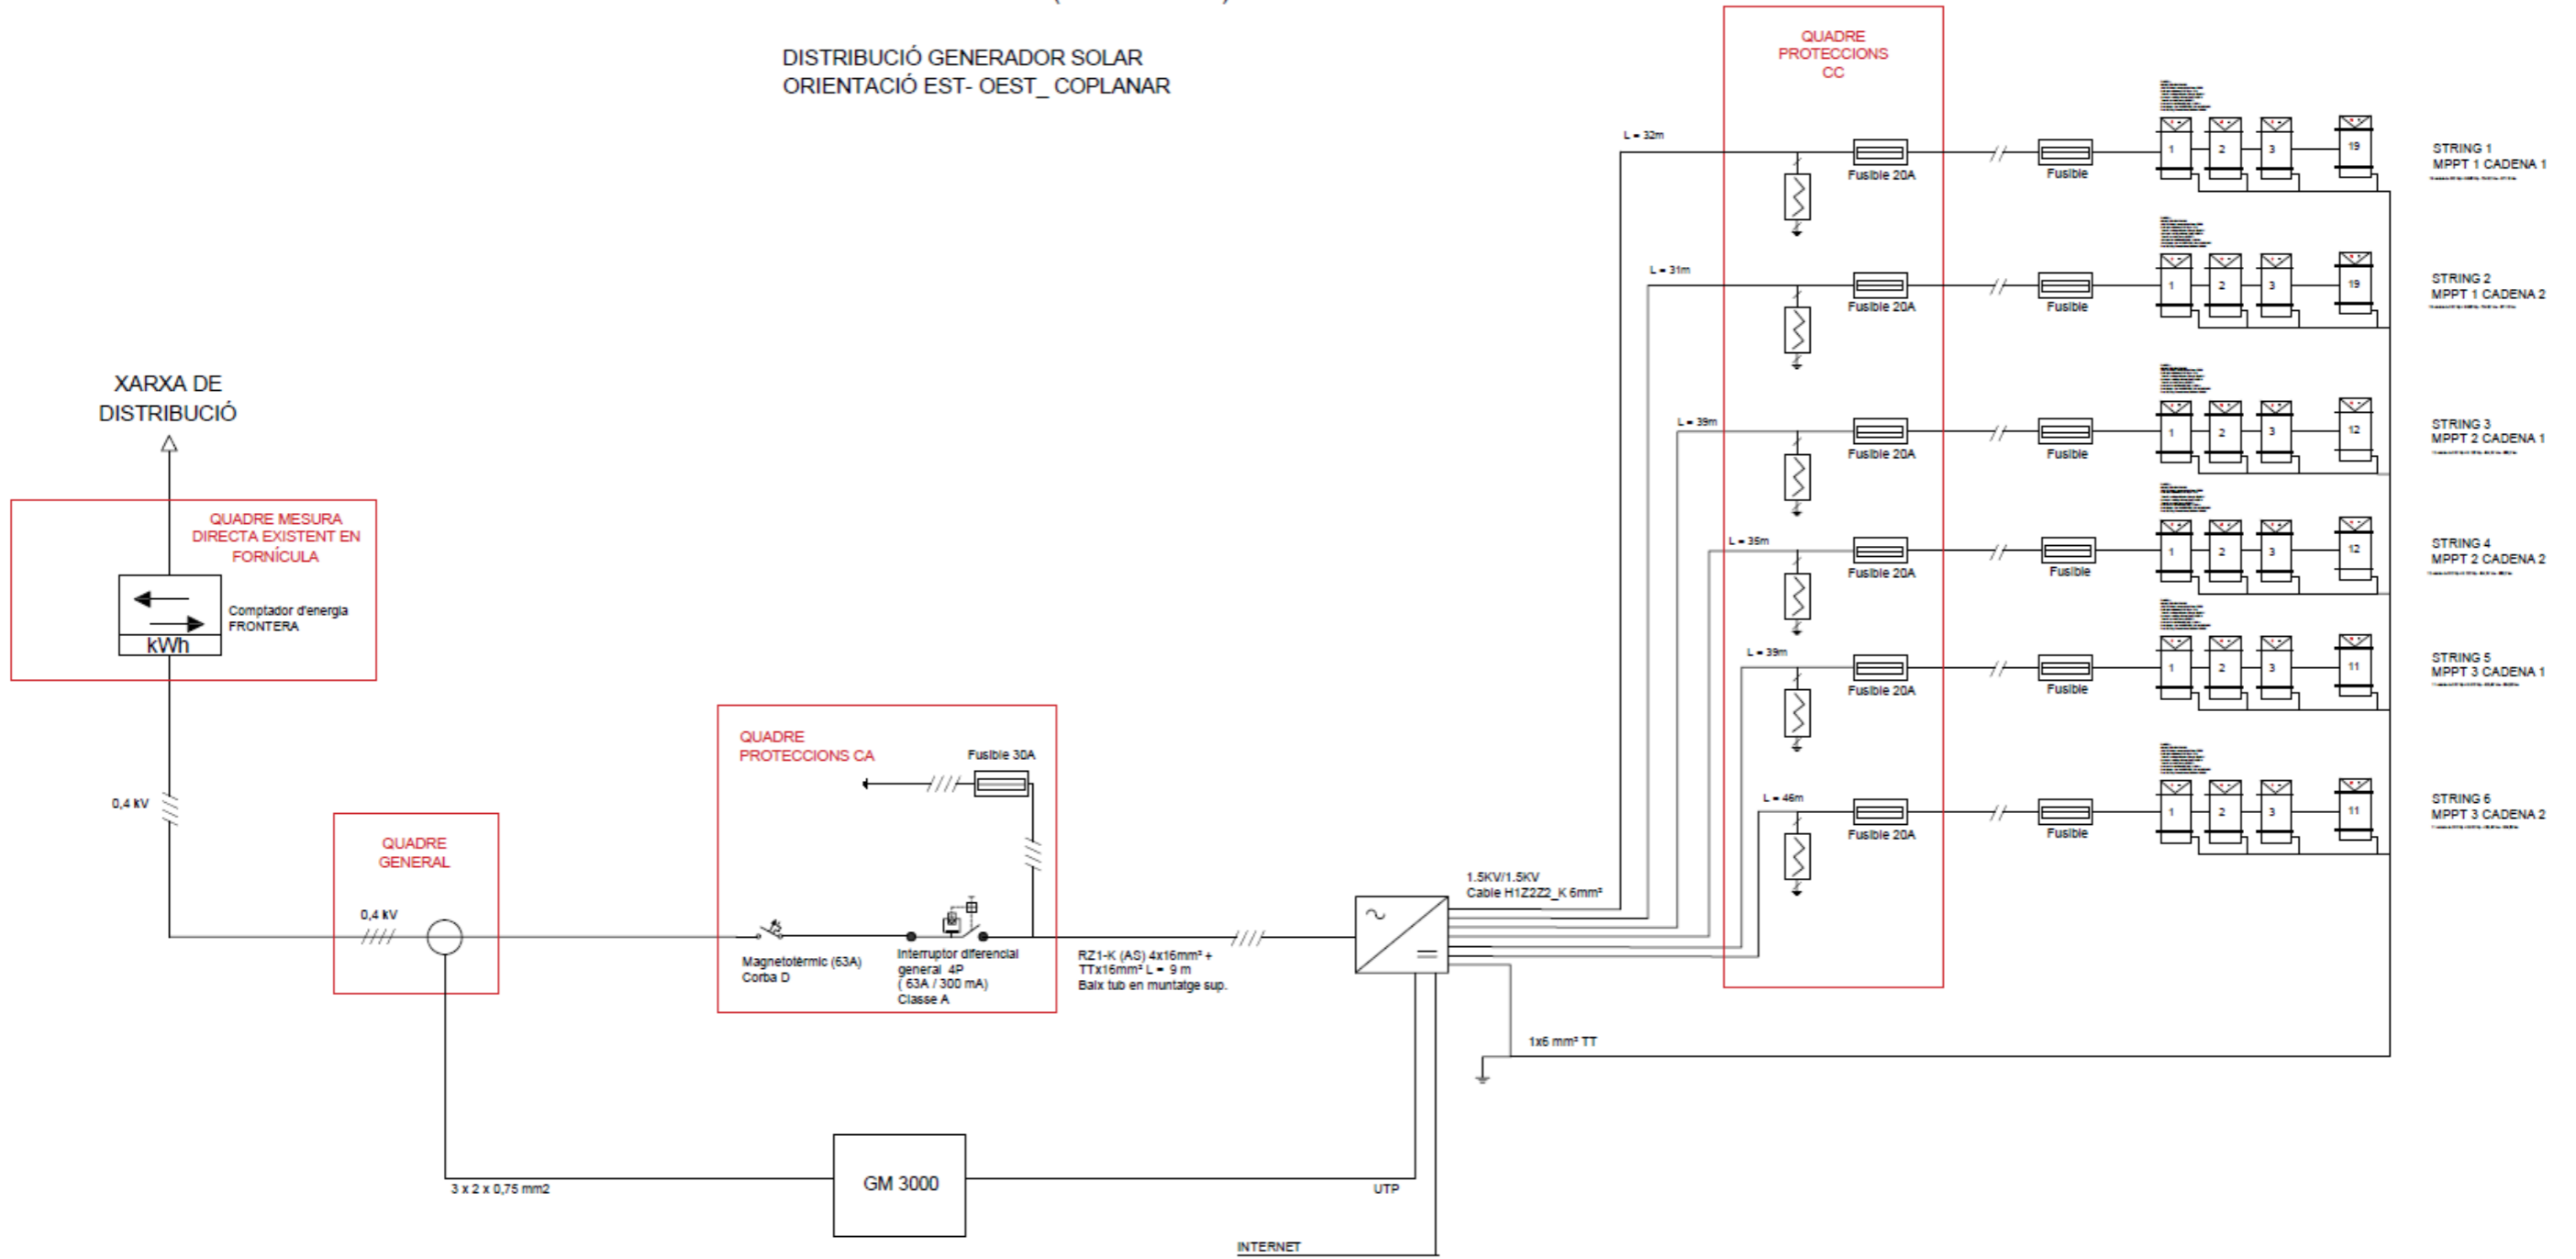 DISTRIBUCIÓ GENERADOR SOLAR
ORIENTACIÓ EST- OEST_ COPLANAR
QUADRE
PROTECCIONS
CC
L = 32m
Fusible 20A
Fusible
1
2
3
19
STRING 1
MPPT 1 CADENA 1
L = 31m
Fusible 20A
Fusible
1
2
3
19
STRING 2
MPPT 1 CADENA 2
L = 39m
Fusible 20A
Fusible
1
2
3
12
STRING 3
MPPT 2 CADENA 1
L = 35m
Fusible 20A
Fusible
1
2
3
12
STRING 4
MPPT 2 CADENA 2
L = 39m
Fusible 20A
Fusible
1
2
3
11
STRING 5
MPPT 3 CADENA 1
L = 46m
Fusible 20A
Fusible
1
2
3
11
STRING 6
MPPT 3 CADENA 2
XARXA DE
DISTRIBUCIÓ
QUADRE MESURA
DIRECTA EXISTENT EN
FORNÍCULA
Comptador d'energia
FRONTERA
kWh
0,4 kV
QUADRE
GENERAL
0,4 kV
QUADRE
PROTECCIONS CA
Fusible 30A
Magnetotèrmic (63A)
Corba D
Interruptor diferencial
general 4P
( 63A / 300 mA)
Classe A
RZ1-K (AS) 4x16mm² +
TTx16mm² L = 9 m
Baix tub en muntatge sup.
1.5KV/1.5KV
Cable H1Z2Z2_K 6mm²
1x6 mm² TT
3 x 2 x 0,75 mm2
GM 3000
UTP
INTERNET